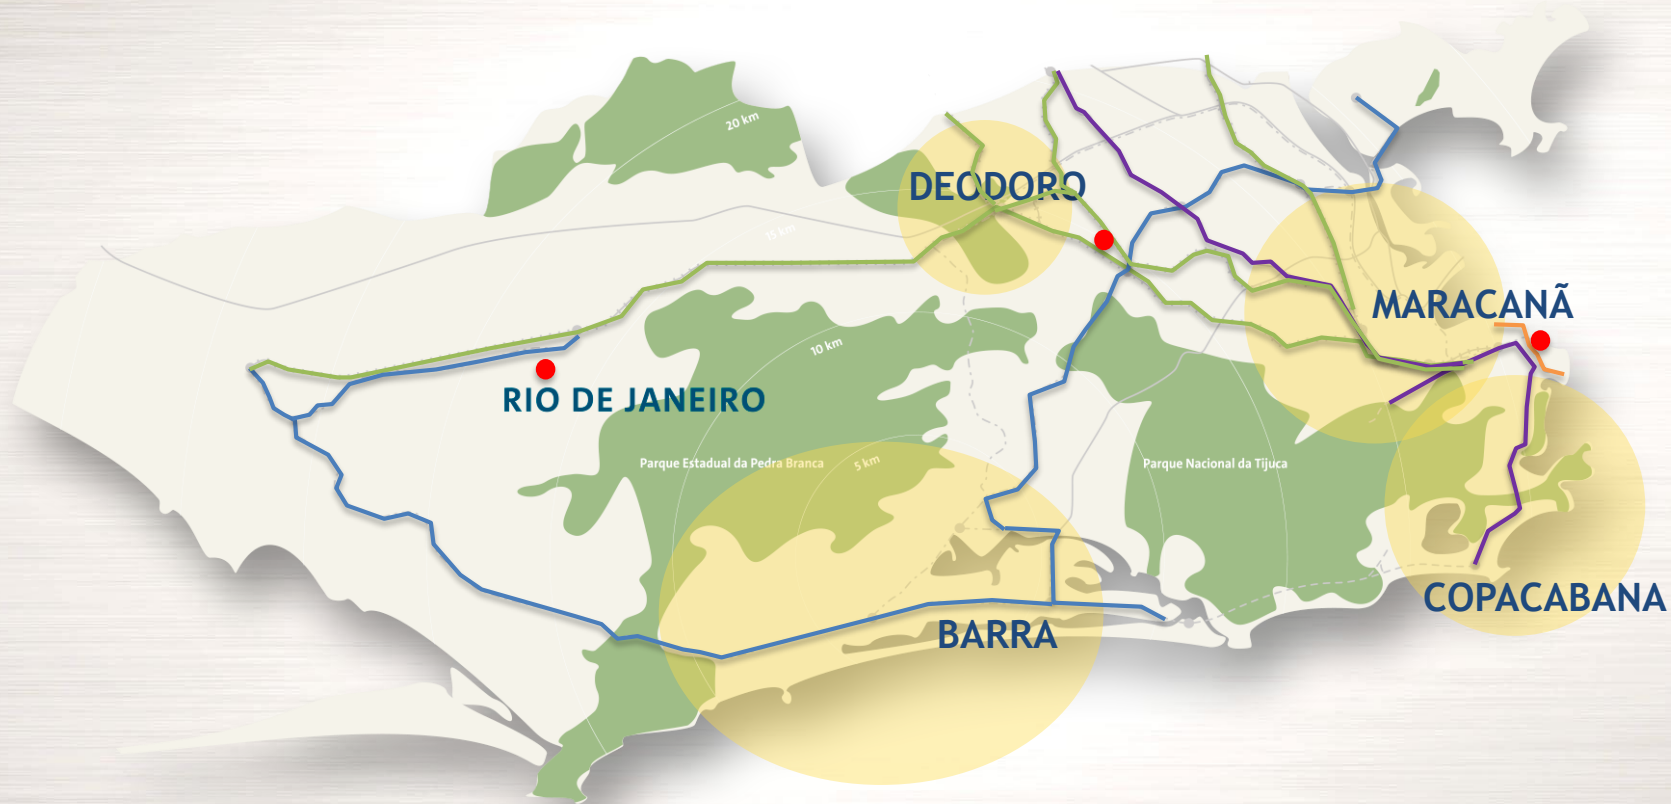 20 km
DEODORO
15 km
MARACANÃ
10 km
RIO DE JANEIRO
Parque Estadual da Pedra Branca
5 km
Parque Nacional da Tijuca
COPACABANA
BARRA